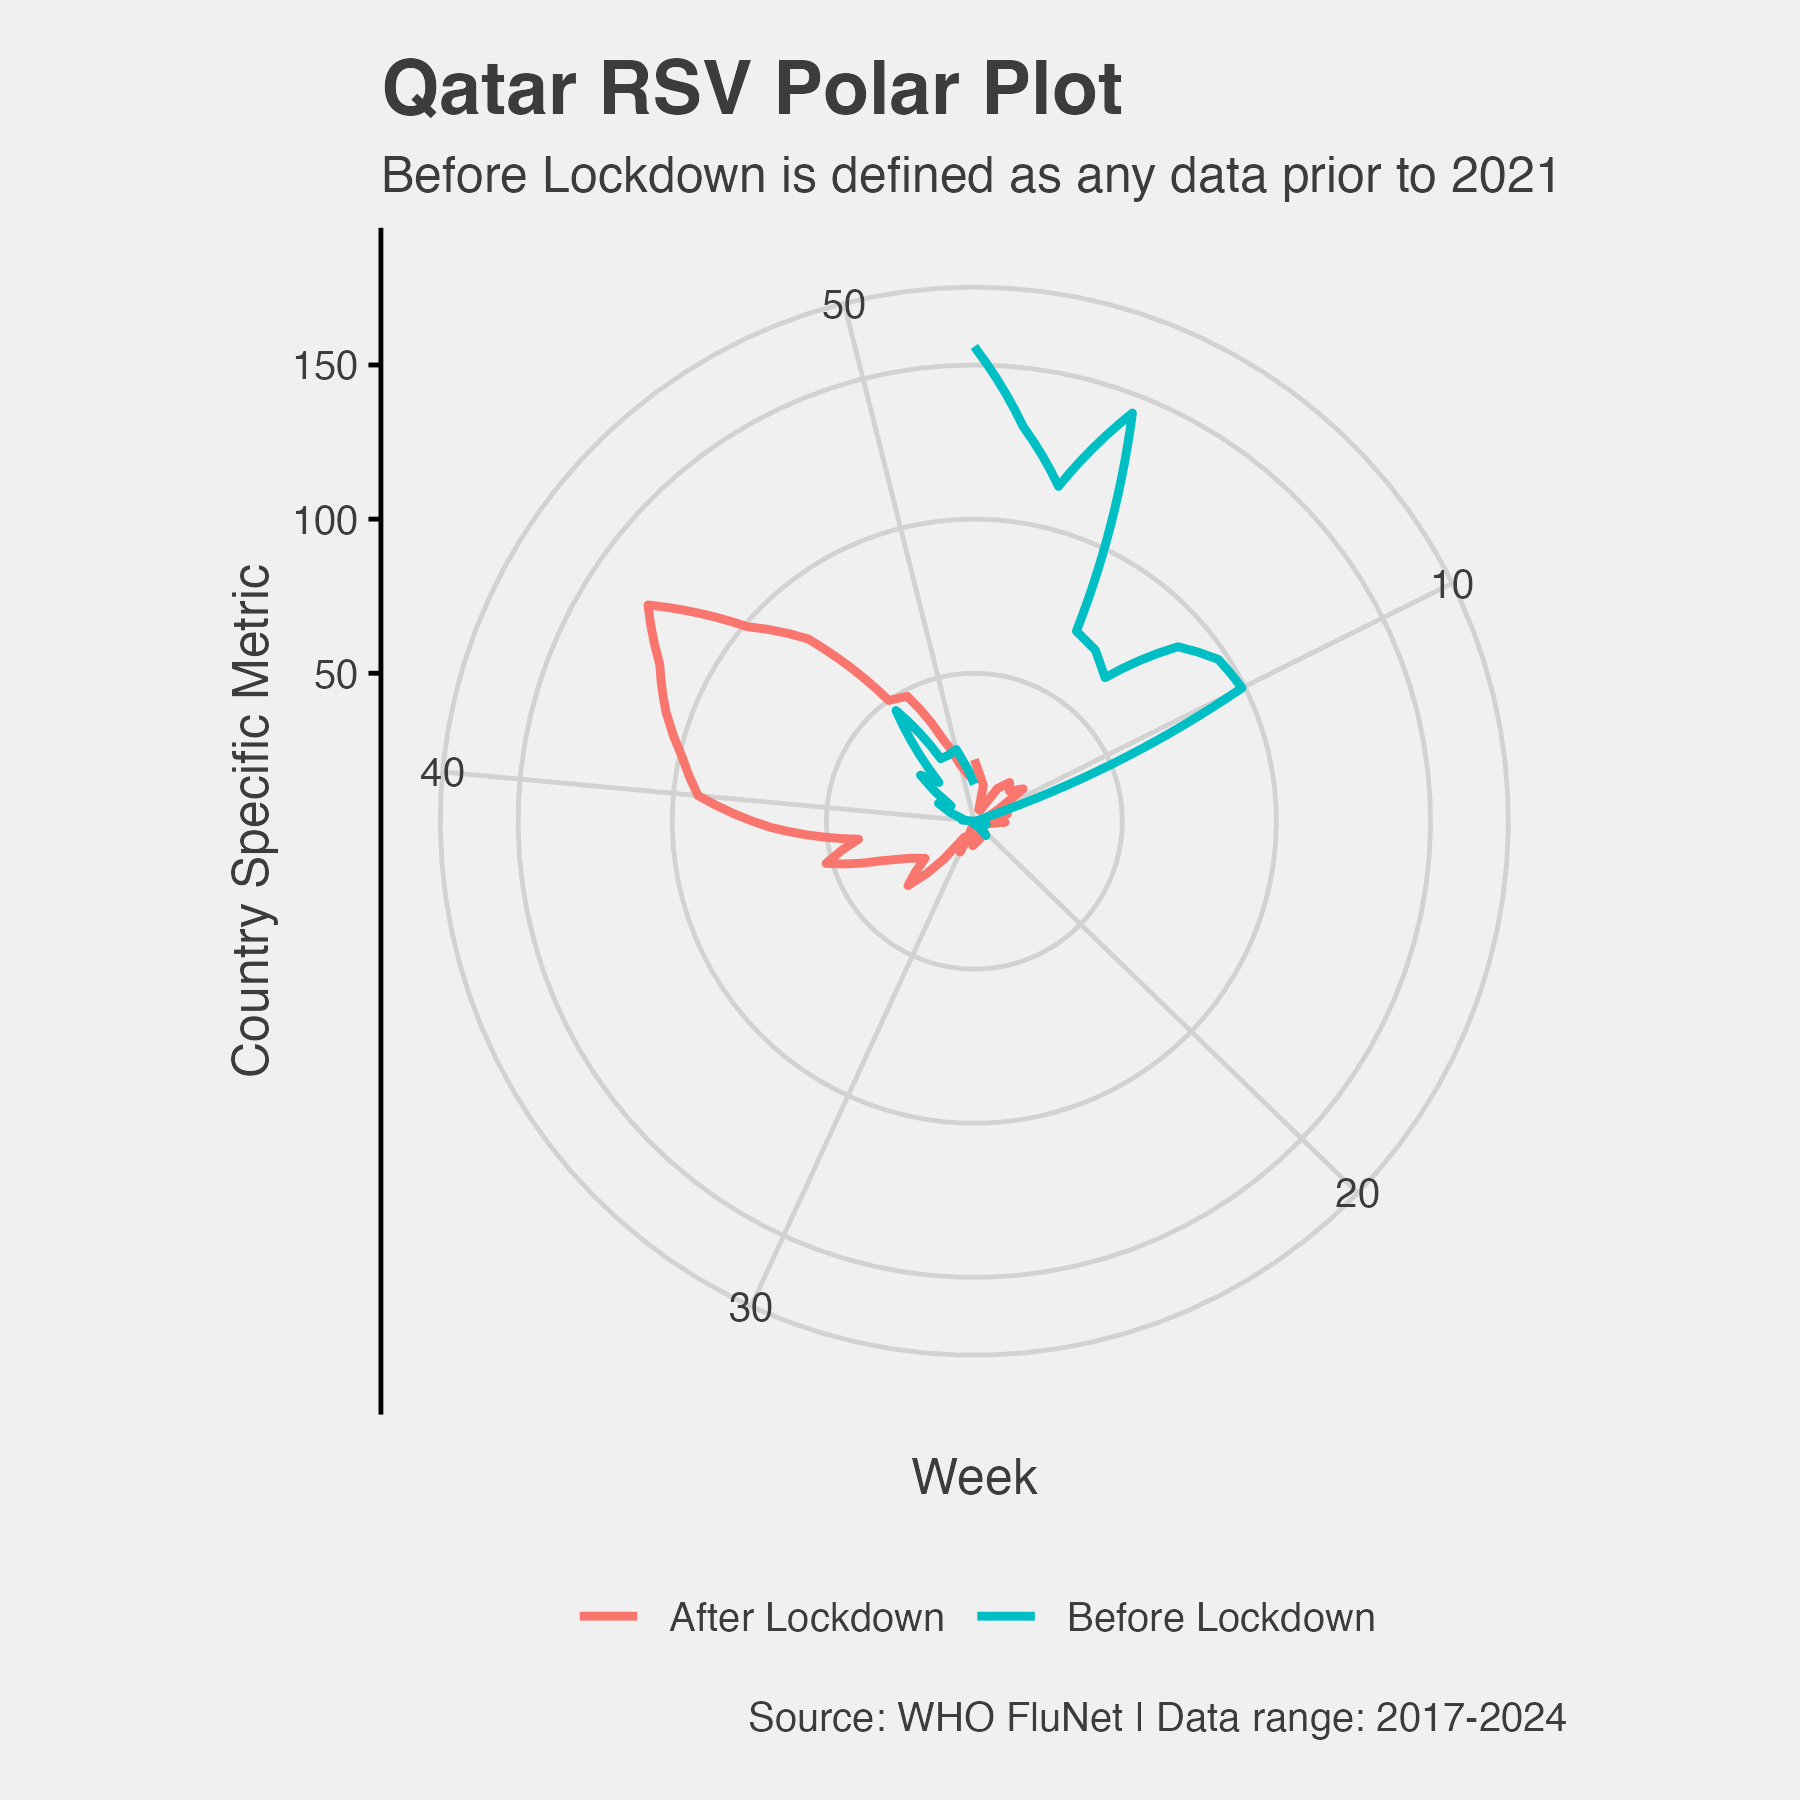 Qatar RSV Polar Plot
Before Lockdown is defined as any data prior to 2021
50
150
100
10
50
Country Specific Metric
40
20
30
Week
After Lockdown Before Lockdown
Source: WHO FluNet | Data range: 2017-2024